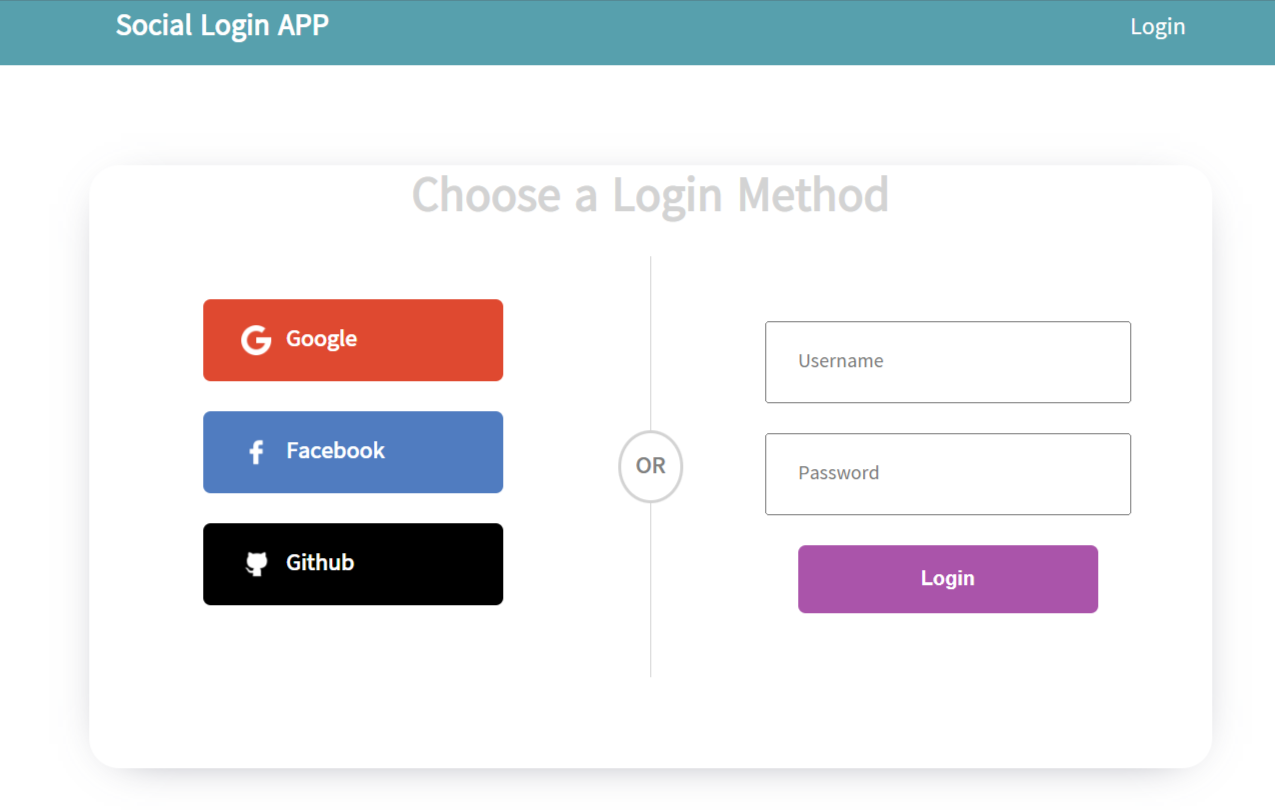 Social Login APP
Login
Choose a Login Method
Google
Facebook
Github
OR
Username
Password
Login